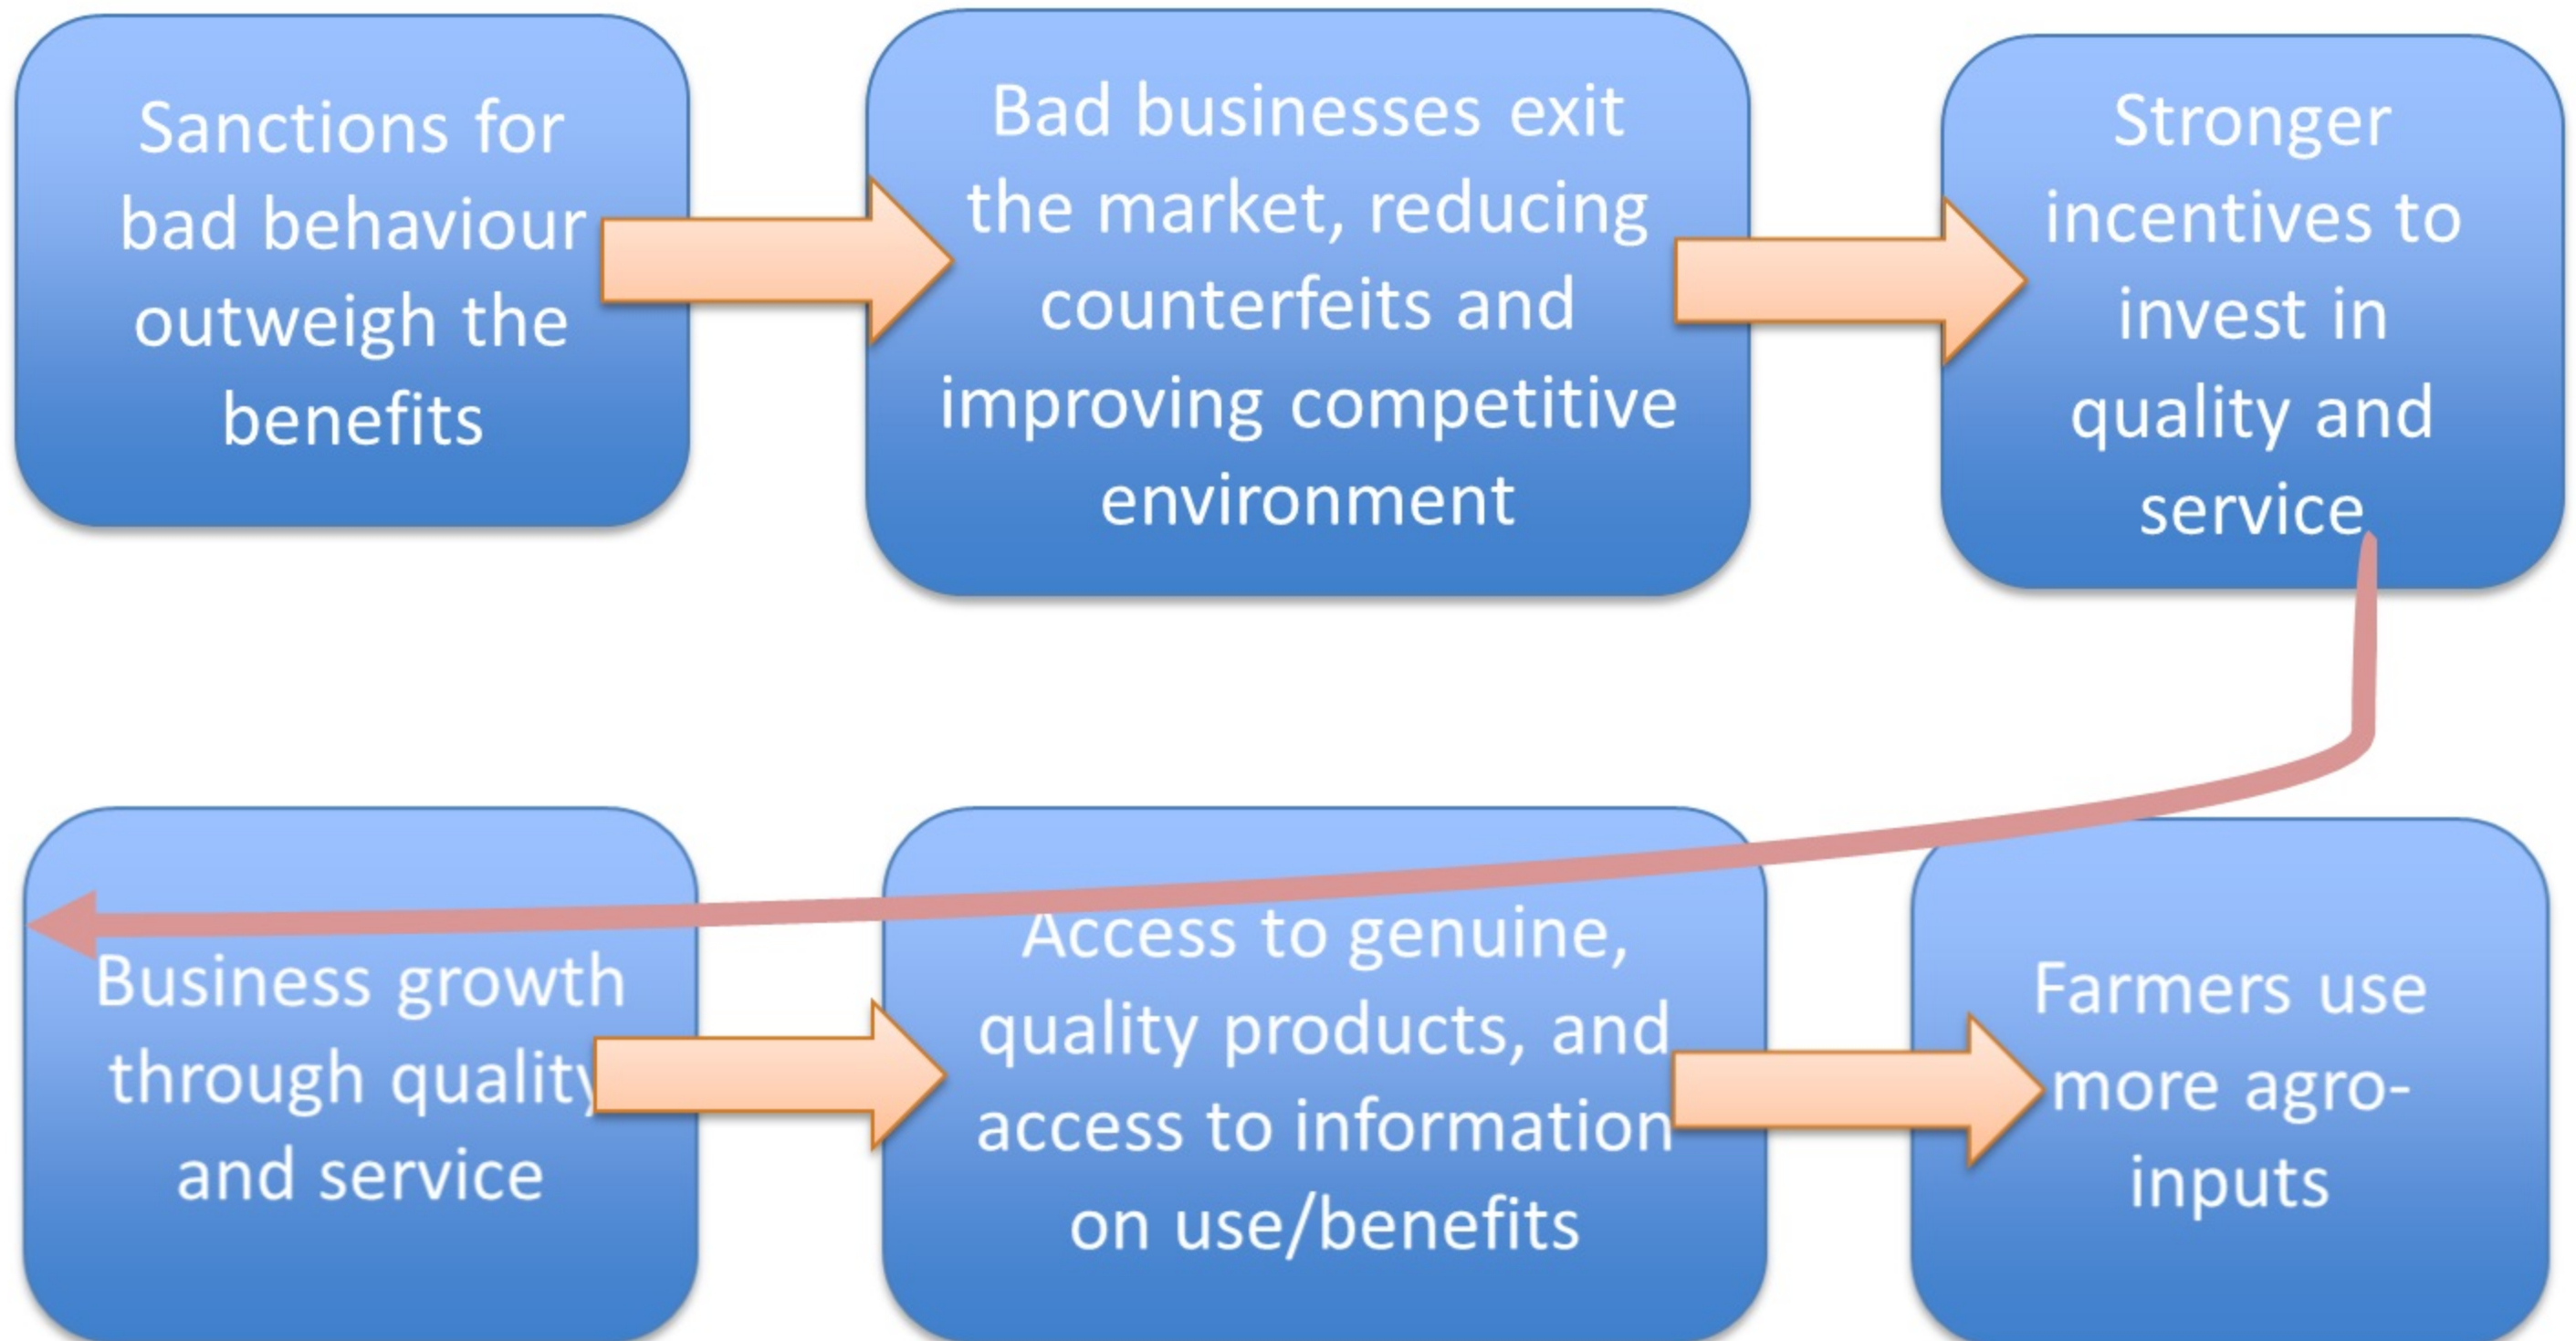 Sanctions for
bad behaviour
outweigh the
benefits
Bad businesses exit
the market, reducing
counterfeits and
improving competitive
environment
Stronger
incentives to
invest in
quality and
service
Business growth
through quality
and service
Access to genuine,
quality products, and
access to information
on use/benefits
Farmers use
more agro-
inputs